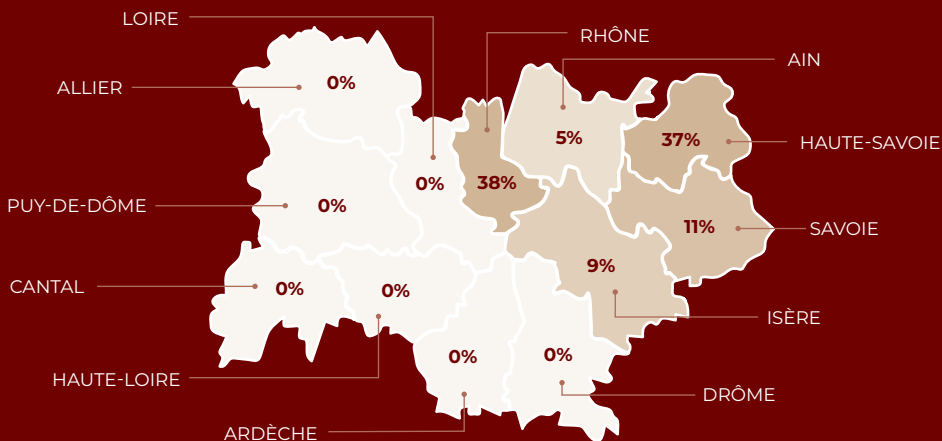 LOIRE
RHÔNE
AIN
ALLIER
0%
5%
37%
HAUTE-SAVOIE
0%
38%
PUY-DE-DÔME
0%
11%
SAVOIE
9%
CANTAL
0%
0%
ISÈRE
0%
0%
HAUTE-LOIRE
DRÔME
ARDÈCHE